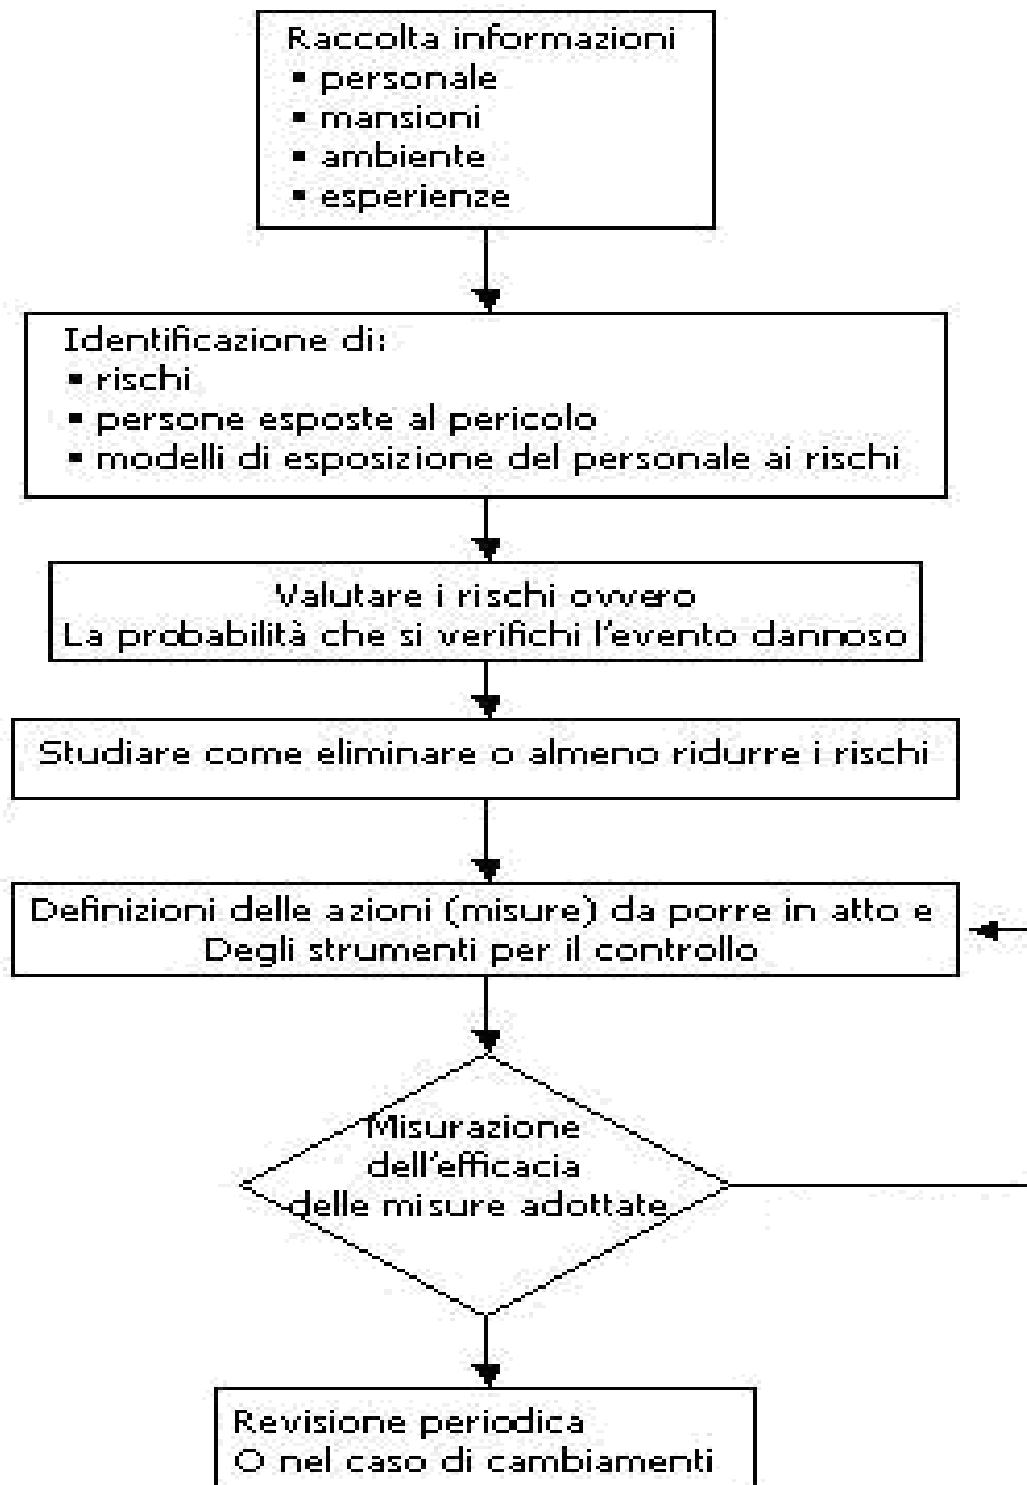 Raccolta informazioni
▪ personale
▪ mansioni
▪ ambiente
▪ esperienze
Identificazione di:
▪ rischi
▪ persone esposte al pericolo
▪ modelli di esposizione del personale ai rischi
Valutare i rischi ovvero
La probabilità che si verifichi l'evento dannoso
Studiare come eliminare o almeno ridurre i rischi
Definizioni delle azioni (misure) da porre in atto e
Degli strumenti per il controllo
Misurazione
dell'efficacia
delle misure adottate
Revisione periodica
O nel caso di cambiamenti